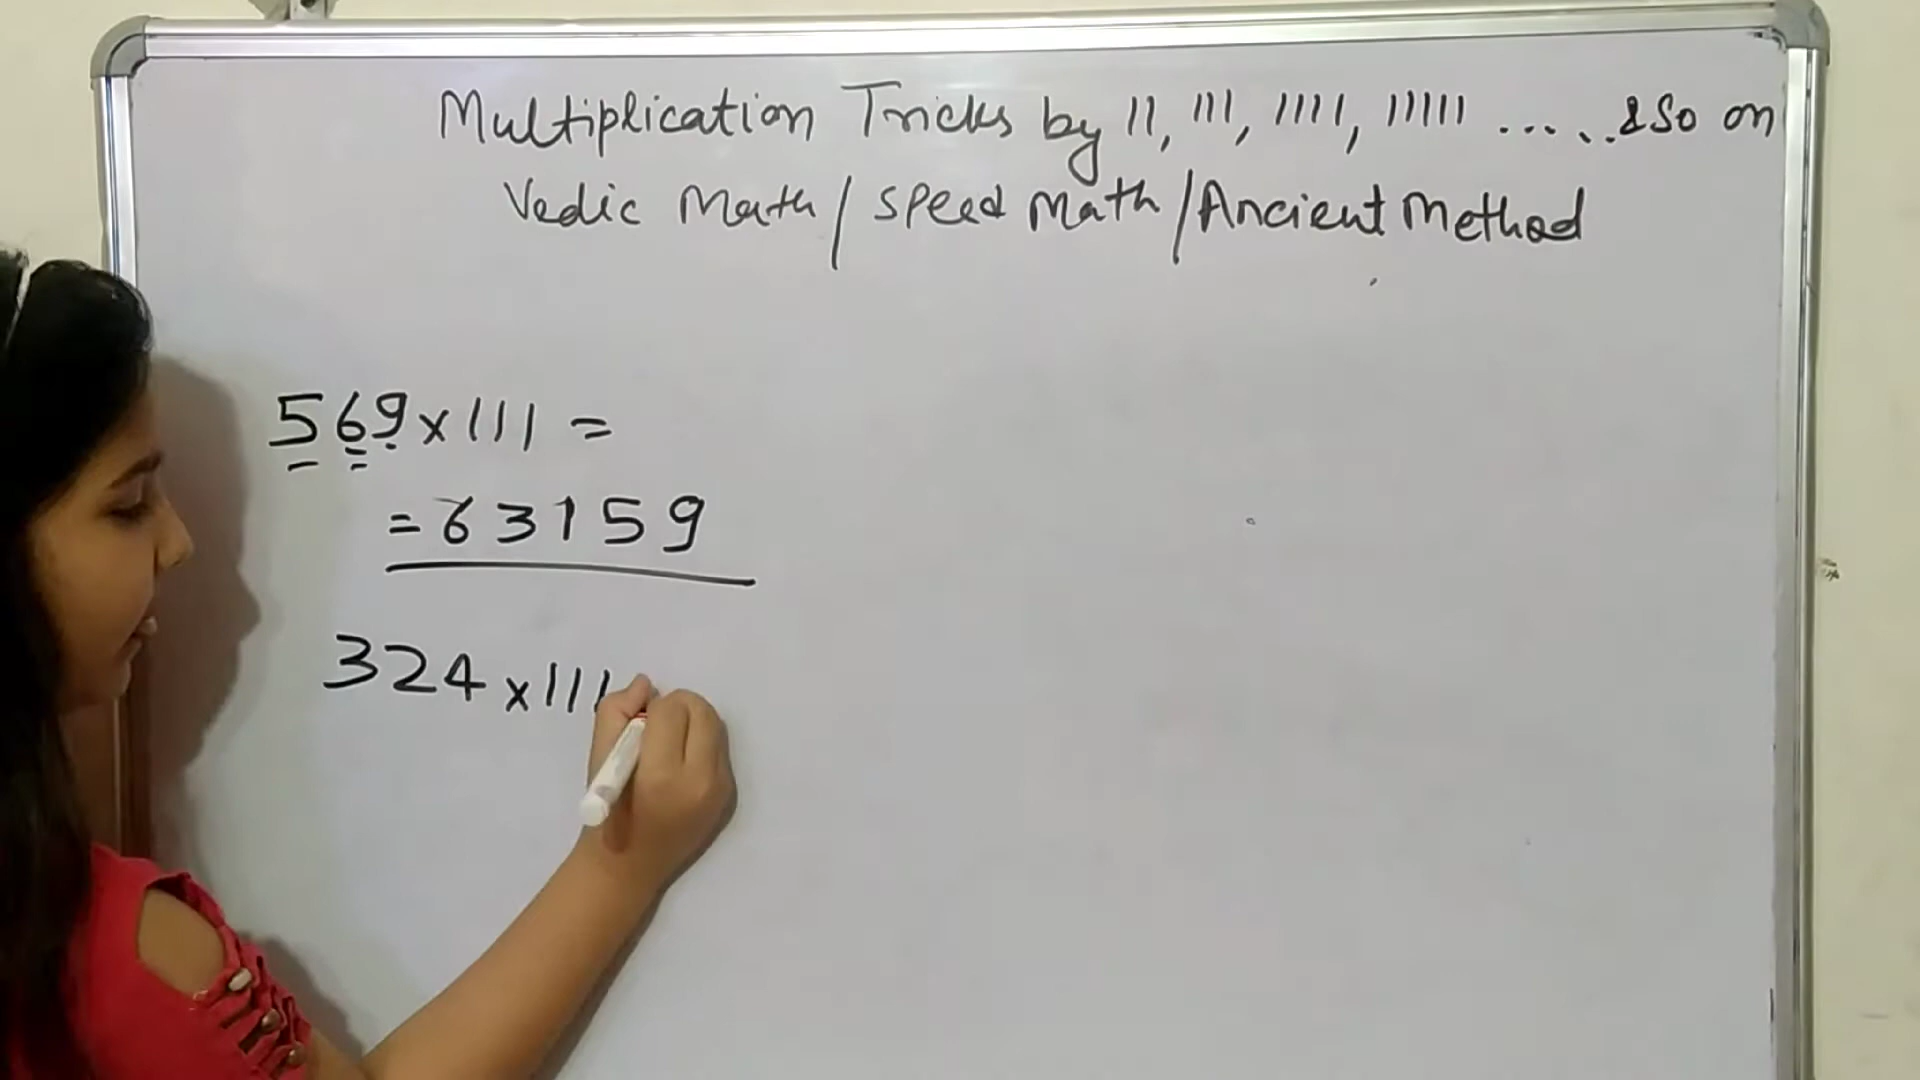 Multiplication Tricks by 11, 111, 1111, 11111 ..... & So on
Vedic Math / Speed Math / Ancient Method
569 x 111 =
= 63159
324 x 111